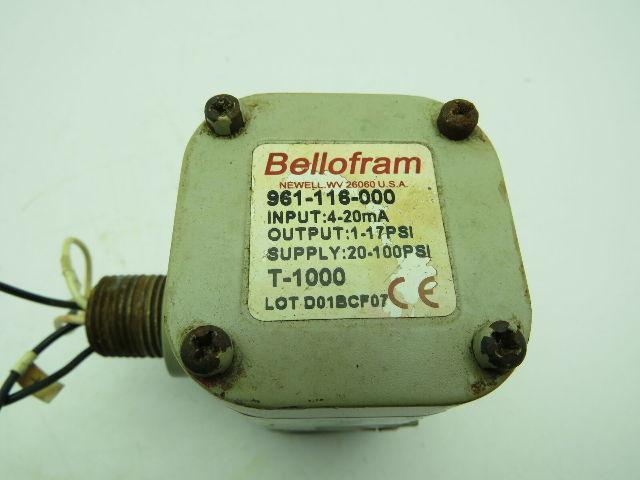 Bellofram
NEWELL, WV 26060 U.S.A.
961-116-000
INPUT:4-20mA
OUTPUT:1-17PSI
SUPPLY:20-100PSI
T-1000
LOT D01BCF07
CE